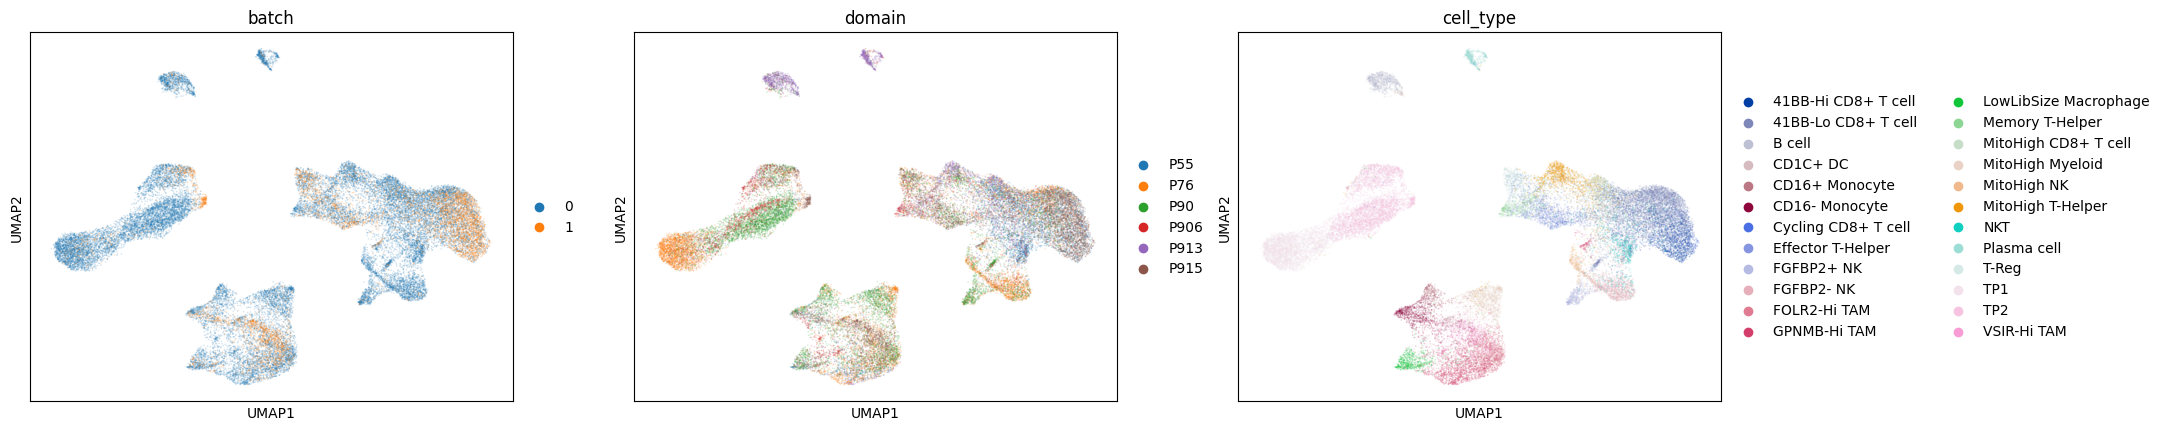 batch
UMAP2
UMAP1
0
1
domain
UMAP2
UMAP1
P55
P76
P90
P906
P913
P915
cell_type
UMAP2
UMAP1
41BB-Hi CD8+ T cell
41BB-Lo CD8+ T cell
B cell
CD1C+ DC
CD16+ Monocyte
CD16- Monocyte
Cycling CD8+ T cell
Effector T-Helper
FGFBP2+ NK
FGFBP2- NK
FOLR2-Hi TAM
GPNMB-Hi TAM
LowLibSize Macrophage
Memory T-Helper
MitoHigh CD8+ T cell
MitoHigh Myeloid
MitoHigh NK
MitoHigh T-Helper
NKT
Plasma cell
T-Reg
TP1
TP2
VSIR-Hi TAM